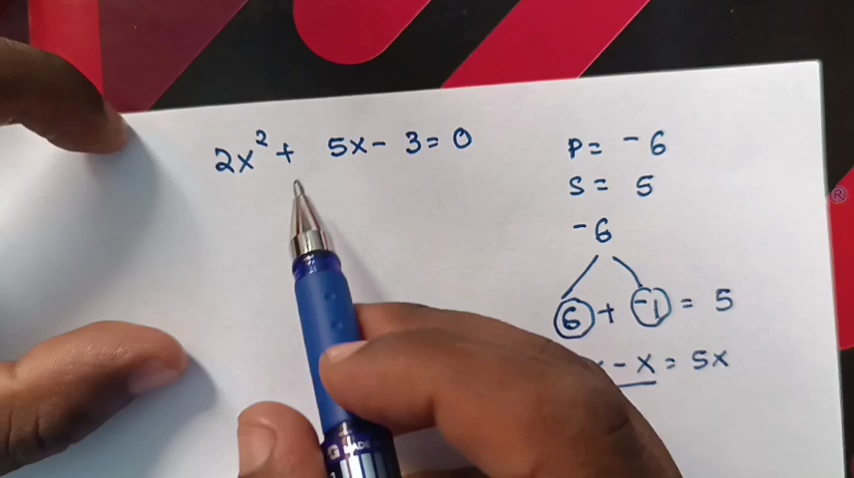 2x² + 5x - 3 = 0
P = -6
S = 5
-6
6 + -1 = 5
- x = 5x
G
®